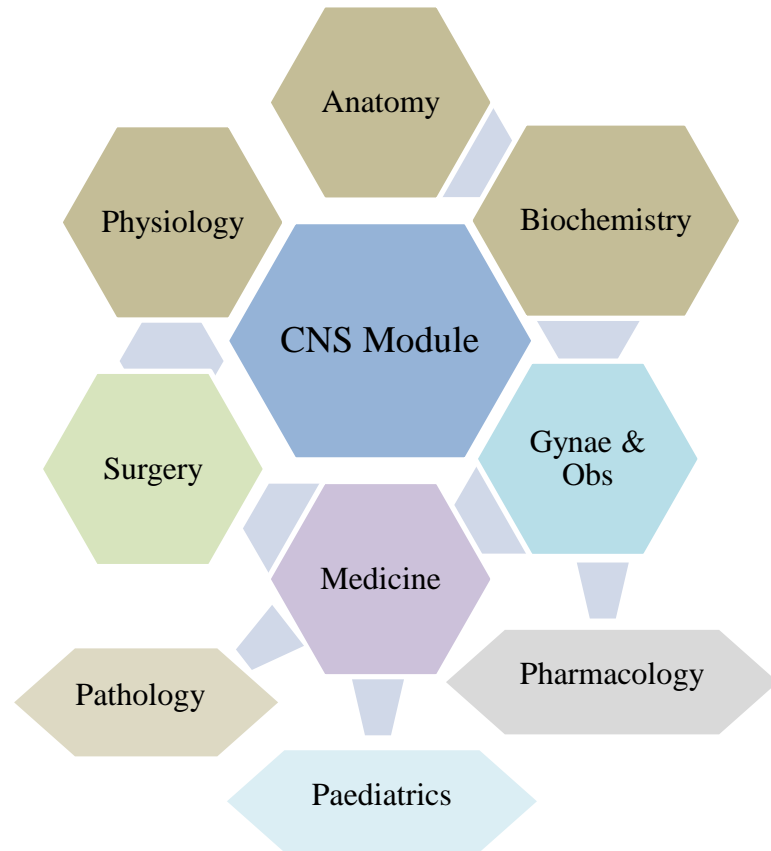 Anatomy
Physiology
Biochemistry
CNS Module
Surgery
Gynae &
Obs
Medicine
Pathology
Pharmacology
Paediatrics